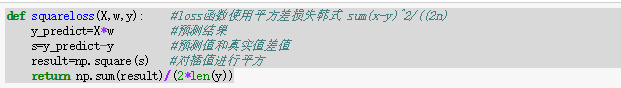 def squareloss(X,w,y):    #loss函数使用平方差损失韩式 sum(x-y)^2/((2n)
    y_predict=X*w         #预测结果
    s=y_predict-y         #预测值和真实值差值
    result=np.square(s)   #对插值进行平方
    return np.sum(result)/(2*len(y))